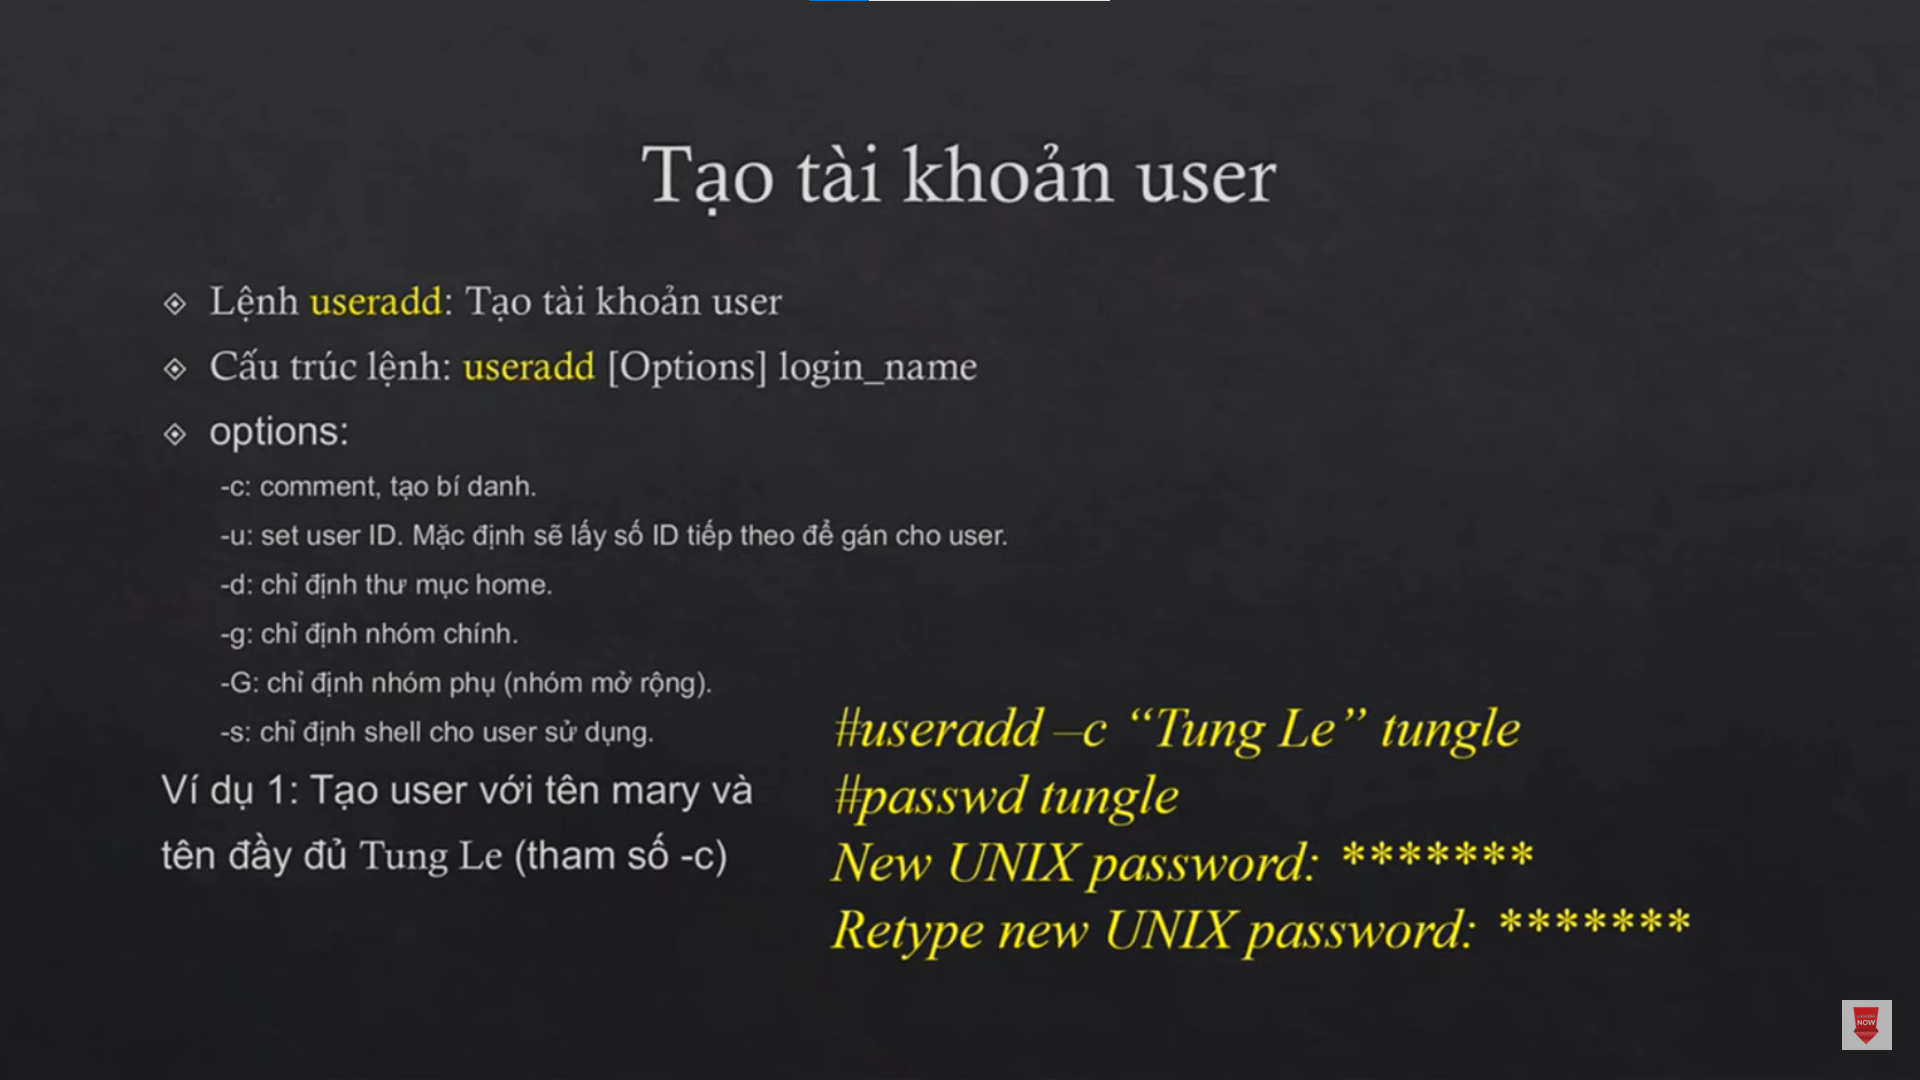 Tạo tài khoản user
Lệnh useradd: Tạo tài khoản user
Cấu trúc lệnh: useradd [Options] login_name
options:
-c: comment, tạo bí danh.
-u: set user ID. Mặc định sẽ lấy số ID tiếp theo để gán cho user.
-d: chỉ định thư mục home.
-g: chỉ định nhóm chính.
-G: chỉ định nhóm phụ (nhóm mở rộng).
-s: chỉ định shell cho user sử dụng.
Ví dụ 1: Tạo user với tên mary và
tên đầy đủ Tung Le (tham số -c)
#useradd –c “Tung Le” tungle
#passwd tungle
New UNIX password: *******
Retype new UNIX password: *******
NOW